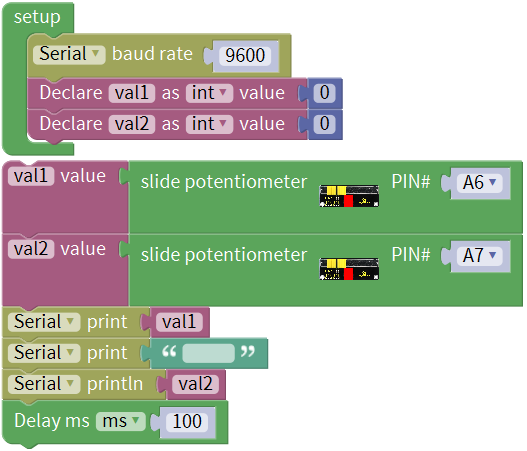 setup
Serial baud rate 9600
Declare val1 as int value 0
Declare val2 as int value 0
val1 value slide potentiometer PIN# A6
val2 value slide potentiometer PIN# A7
Serial print val1
Serial print “ ”
Serial println val2
Delay ms ms 100